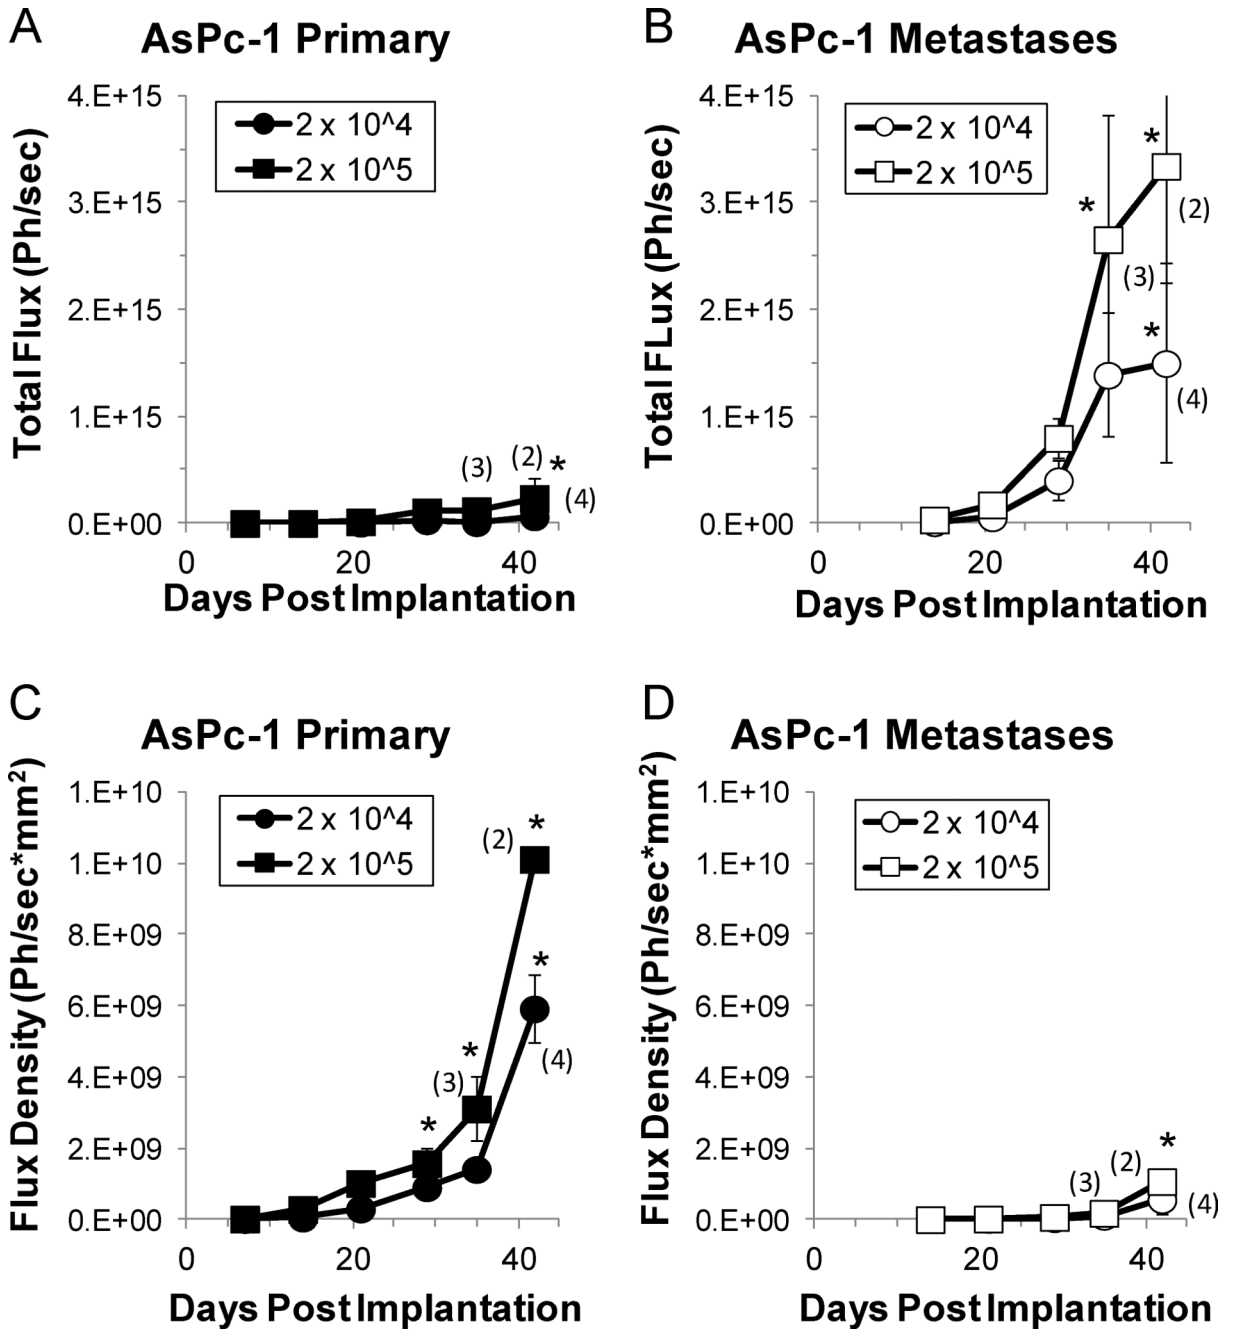 A
AsPc-1 Primary
Total Flux (Ph/sec)
4.E+15
3.E+15
2.E+15
1.E+15
0.E+00
2 x 10^4
2 x 10^5
(3)
(2)
*
(4)
0
20
40
Days Post Implantation
B
AsPc-1 Metastases
Total FLux (Ph/sec)
4.E+15
3.E+15
2.E+15
1.E+15
0.E+00
2 x 10^4
2 x 10^5
*
*
(2)
(3)
*
(4)
0
20
40
Days Post Implantation
C
AsPc-1 Primary
Flux Density (Ph/sec*mm²)
1.E+10
1.E+10
8.E+09
6.E+09
4.E+09
2.E+09
0.E+00
2 x 10^4
2 x 10^5
*
(2)
*
(4)
*
(3)
*
0
20
40
Days Post Implantation
D
AsPc-1 Metastases
Flux Density (Ph/sec*mm²)
1.E+10
1.E+10
8.E+09
6.E+09
4.E+09
2.E+09
0.E+00
2 x 10^4
2 x 10^5
*
(2)
(3)
(4)
0
20
40
Days Post Implantation